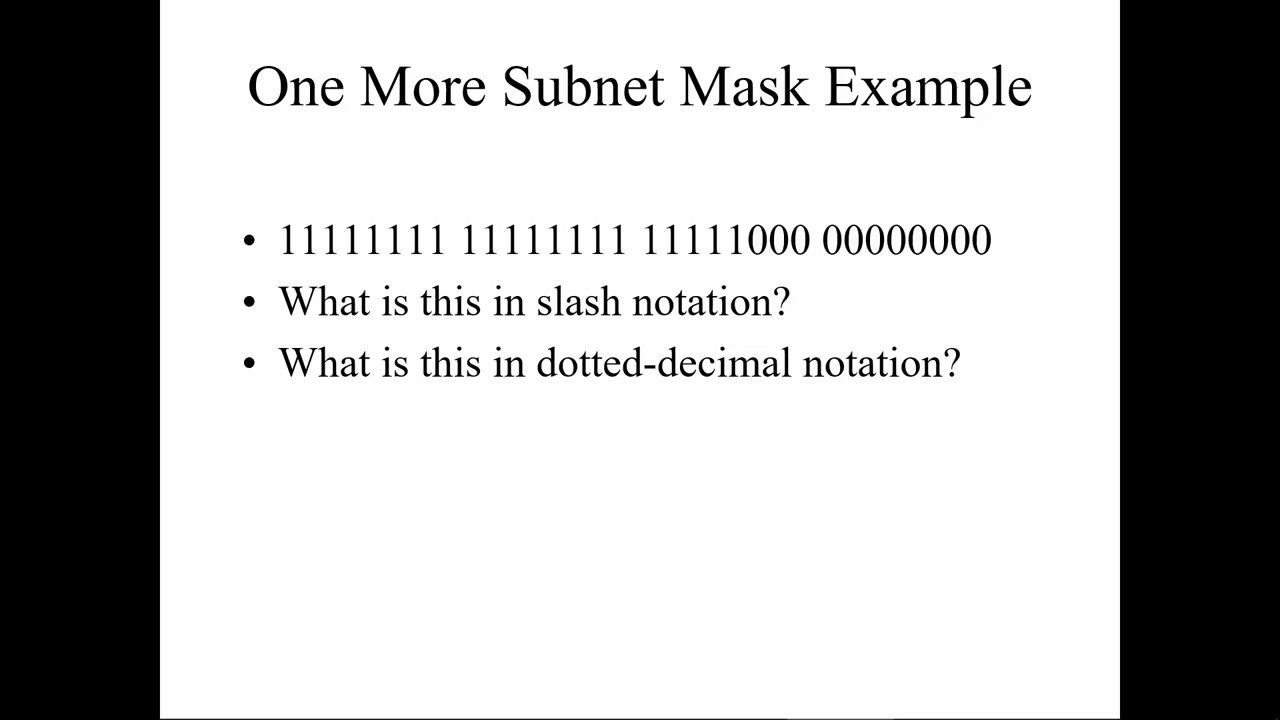 One More Subnet Mask Example
• 11111111 11111111 11111000 00000000
• What is this in slash notation?
• What is this in dotted-decimal notation?